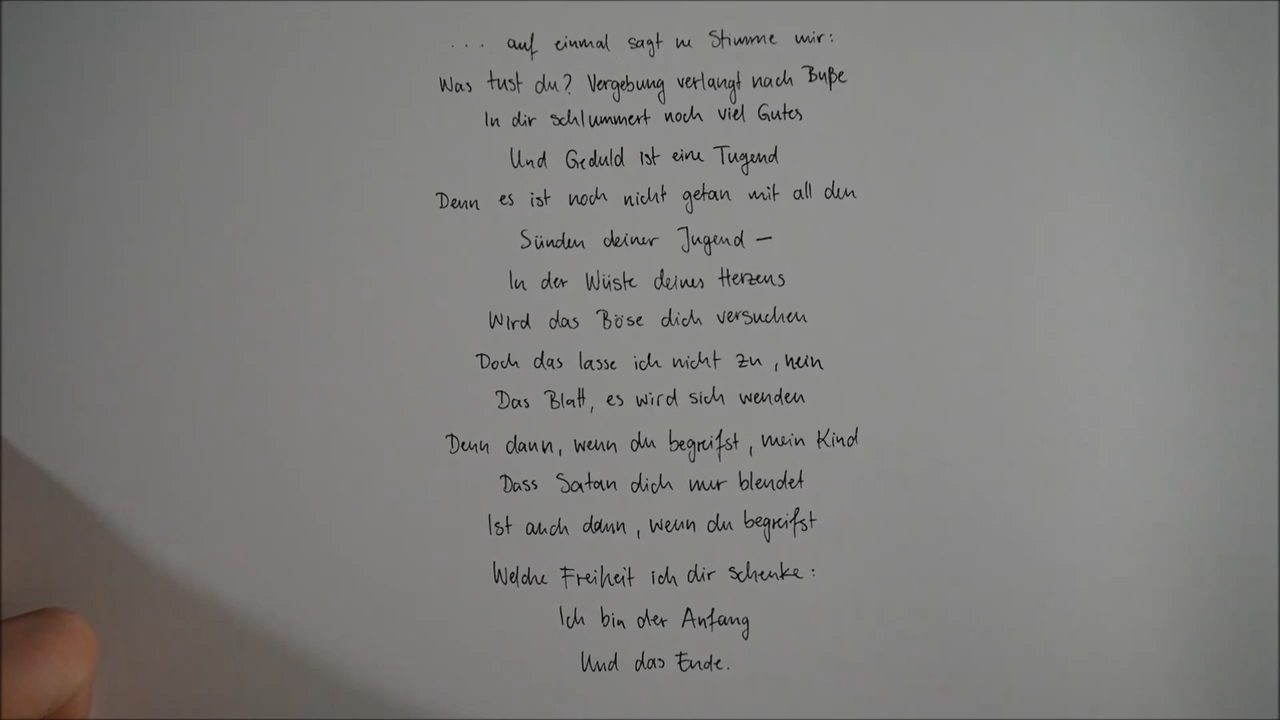 ... auf einmal sagt ne Stimme mir:
Was tust du? Vergebung verlangt nach Buße
In dir schlummert noch viel Gutes
Und Geduld ist eine Tugend
Denn es ist noch nicht getan mit all den
Sünden deiner Jugend –
In der Wüste deines Herzens
Wird das Böse dich versuchen
Doch das lasse ich nicht zu, nein
Das Blatt, es wird sich wenden
Denn dann, wenn du begreifst, mein Kind
Dass Satan dich nur blendet
Ist auch dann, wenn du begreifst
Welche Freiheit ich dir schenke:
Ich bin der Anfang
Und das Ende.